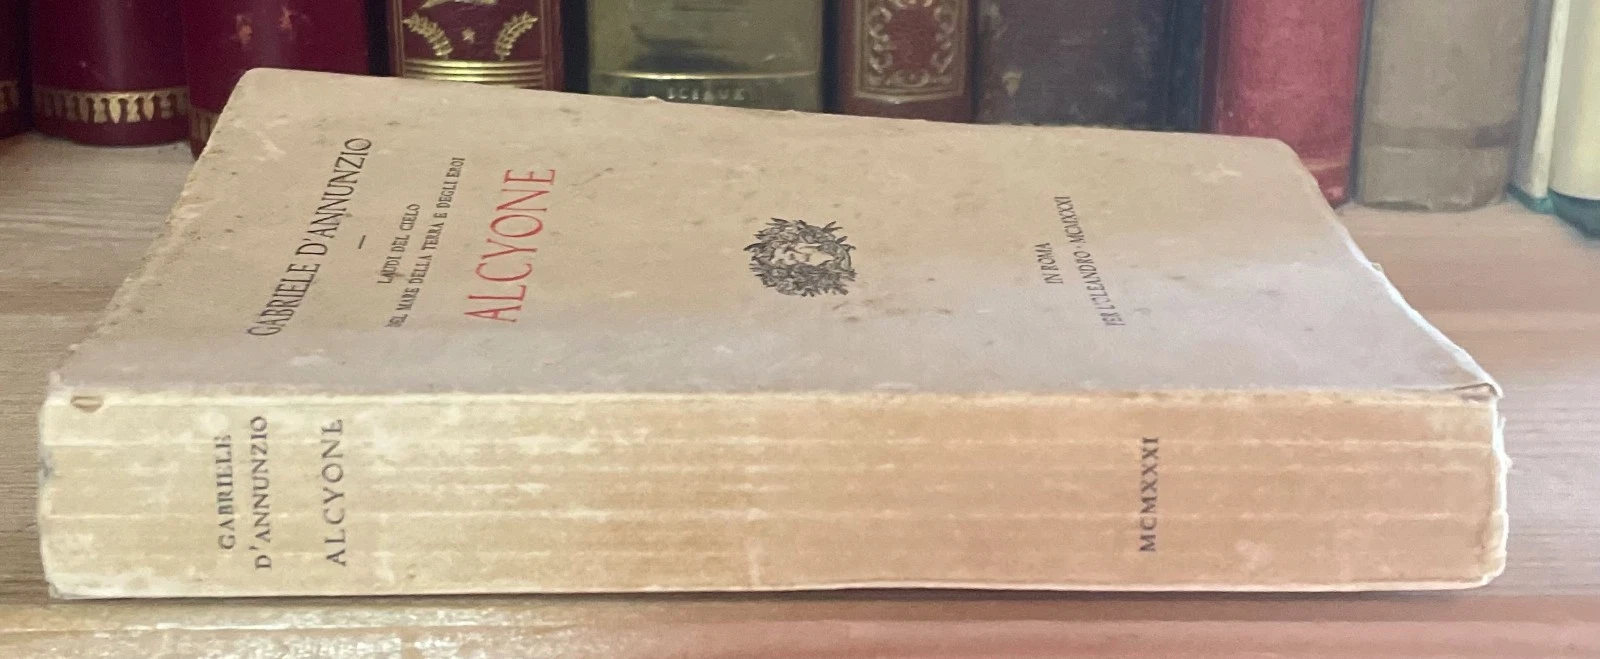 GABRIELE D'ANNUNZIO
—
LAUDI DEL CIELO
DEL MARE DELLA TERRA E DEGLI EROI
ALCYONE
IN ROMA
PER L'OLEANDRO · MCMXXXI
GABRIELE
D'ANNUNZIO
ALCYONE
MCMXXXI